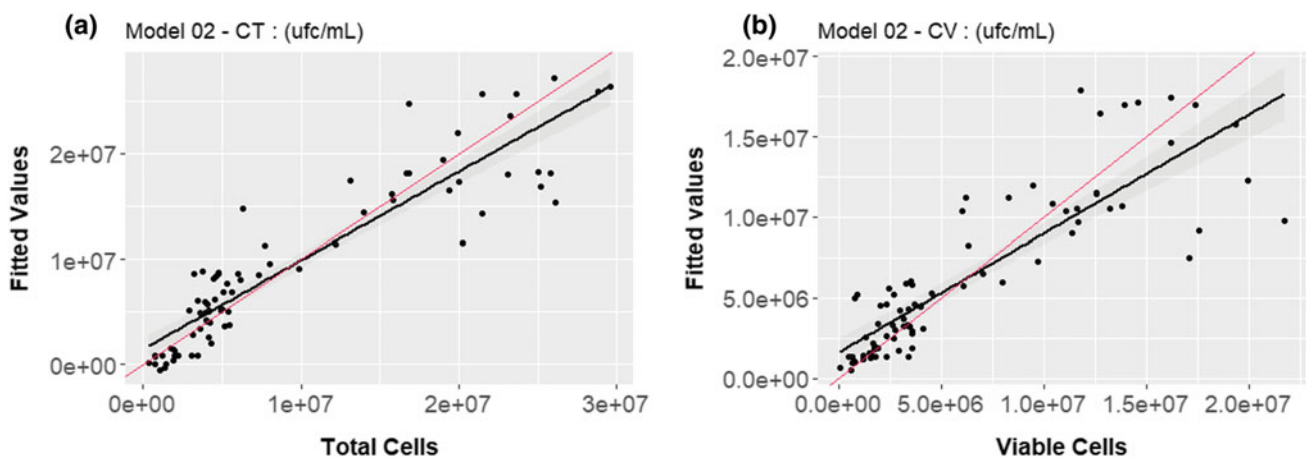 (a) Model 02 - CT : (ufc/mL)
Fitted Values
2e+07
1e+07
0e+00
0e+00 1e+07 2e+07 3e+07
Total Cells
(b) Model 02 - CV : (ufc/mL)
Fitted values
2.0e+07
1.5e+07
1.0e+07
5.0e+06
0.0e+00
0.0e+00 5.0e+06 1.0e+07 1.5e+07 2.0e+07
Viable Cells